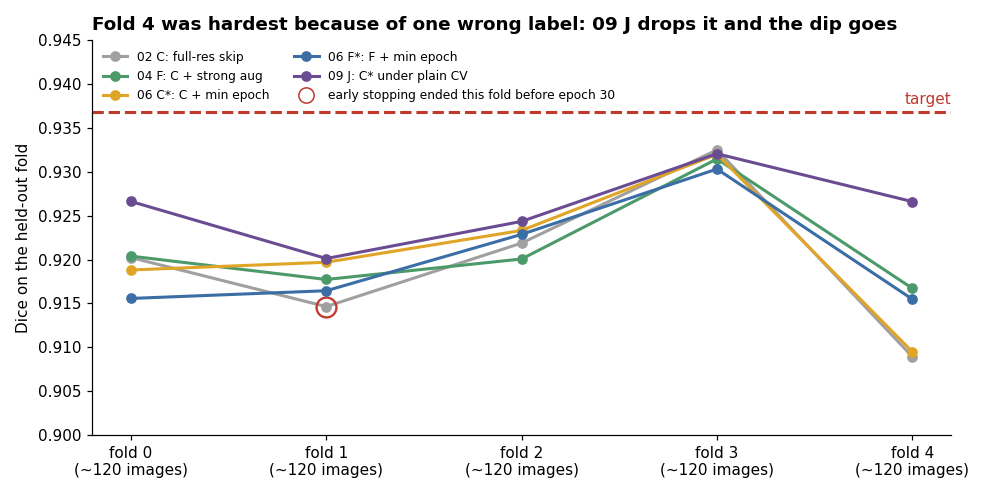 Fold 4 was hardest because of one wrong label: 09 J drops it and the dip goes
02 C: full-res skip
04 F: C + strong aug
06 C*: C + min epoch
06 F*: F + min epoch
09 J: C* under plain CV
early stopping ended this fold before epoch 30
target
Dice on the held-out fold
0.945
0.940
0.935
0.930
0.925
0.920
0.915
0.910
0.905
0.900
fold 0
(~120 images)
fold 1
(~120 images)
fold 2
(~120 images)
fold 3
(~120 images)
fold 4
(~120 images)